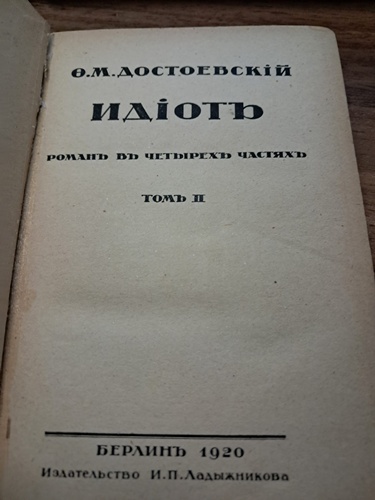 Ѳ.М.ДОСТОЕВСКІЙ
ИДІОТЪ
РОМАНЪ ВЪ ЧЕТЫРЕХЪ ЧАСТЯХЪ
ТОМЪ II
БЕРЛИНЪ 1920
Издательство И.П.Ладыжникова